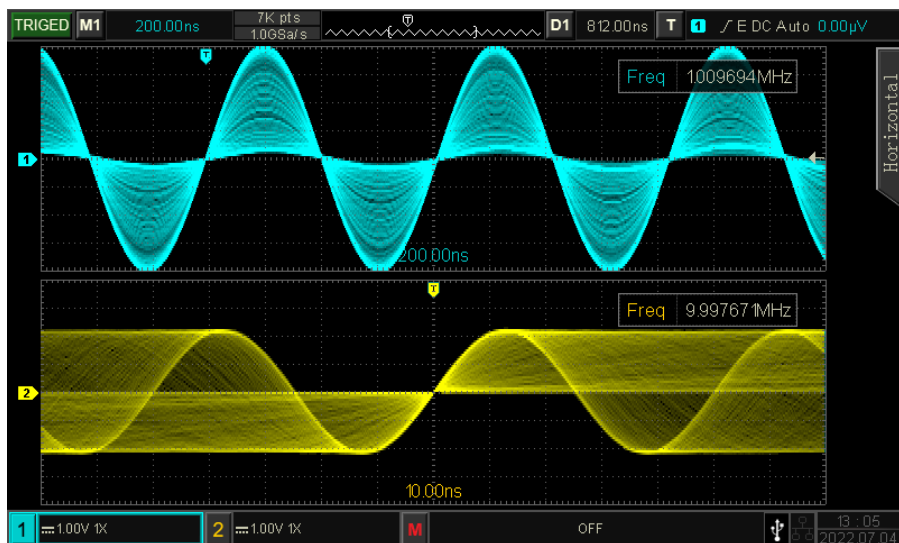 TRIGED M1 200.00ns 7K pts D1 812.00ns T 1 E DC Auto 0.00µV
1.0GSa/s
T
T
Freq 1.009694MHz
Horizontal
1
200.00ns
T
Freq 9.997671MHz
2
10.00ns
1 1.00V 1X 2 1.00V 1X M OFF 13:05
2022.07.04